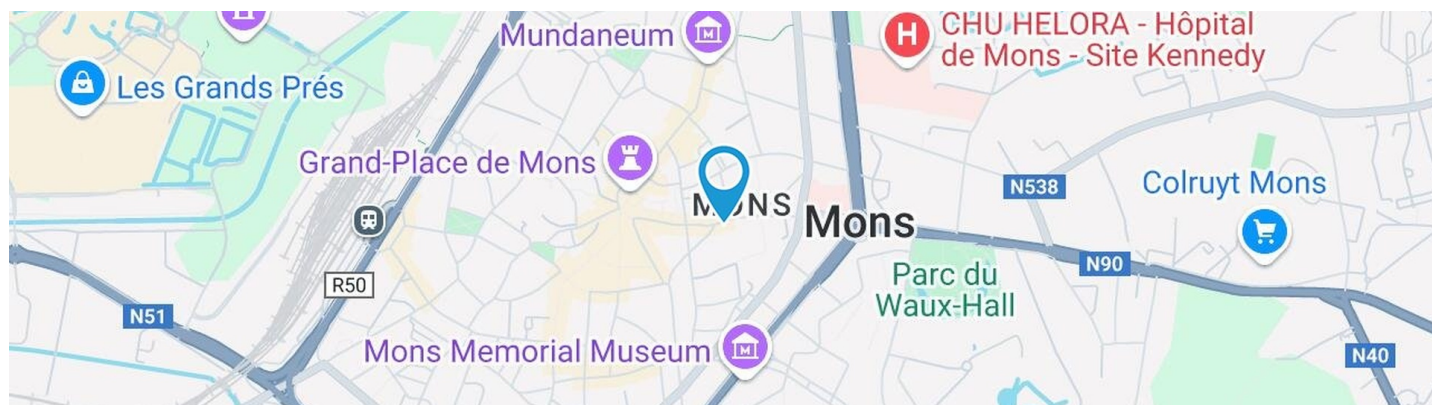 CHU HELORA - Hôpital
de Mons - Site Kennedy
Mundaneum
Les Grands Prés
Grand-Place de Mons
N538
Colruyt Mons
MONS
Mons
N90
Parc du
Waux-Hall
R50
N51
Mons Memorial Museum
N40